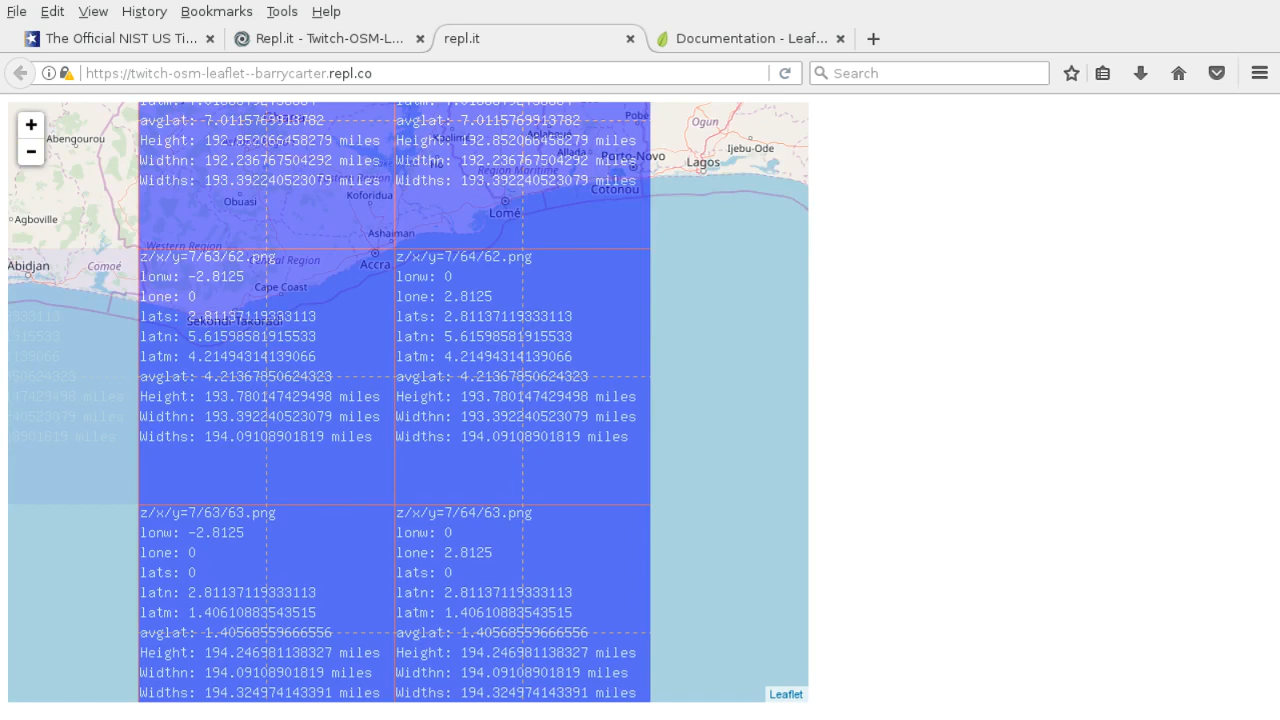 File Edit View History Bookmarks Tools Help
The Official NIST US Ti... × Repl.it - Twitch-OSM-L... × repl.it × Documentation - Leaf... × +
https://twitch-osm-leaflet--barrycarter.repl.co Search
+
-
Abengourou
Agboville
Abidjan
Comoé
avglat: 7.0115769913782
Height: 192.852066458279 miles
Widthn: 192.236767504292 miles
Widths: 193.392240523079 miles
avglat: 7.0115769913782
Height: 192.852066458279 miles
Widthn: 192.236767504292 miles
Widths: 193.392240523079 miles
Pobè
Allada
Porto-Novo
Région Maritime
Cotonou
Ogun
Ijebu-Ode
Lagos
Obuasi
Koforidua
Lomé
Ashaiman
Western Region
Accra
Cape Coast
Sekondi-Takoradi
z/x/y=7/63/62.png
lonw: -2.8125
lone: 0
lats: 2.81137119333113
latn: 5.61598581915533
latm: 4.21494314139066
avglat: 4.21367850624323
Height: 193.780147429498 miles
Widthn: 193.392240523079 miles
Widths: 194.09108901819 miles
z/x/y=7/64/62.png
lonw: 0
lone: 2.8125
lats: 2.81137119333113
latn: 5.61598581915533
latm: 4.21494314139066
avglat: 4.21367850624323
Height: 193.780147429498 miles
Widthn: 193.392240523079 miles
Widths: 194.09108901819 miles
z/x/y=7/63/63.png
lonw: -2.8125
lone: 0
lats: 0
latn: 2.81137119333113
latm: 1.40610883543515
avglat: 1.40568559666556
Height: 194.246981138327 miles
Widthn: 194.09108901819 miles
Widths: 194.324974143391 miles
z/x/y=7/64/63.png
lonw: 0
lone: 2.8125
lats: 0
latn: 2.81137119333113
latm: 1.40610883543515
avglat: 1.40568559666556
Height: 194.246981138327 miles
Widthn: 194.09108901819 miles
Widths: 194.324974143391 miles
Leaflet